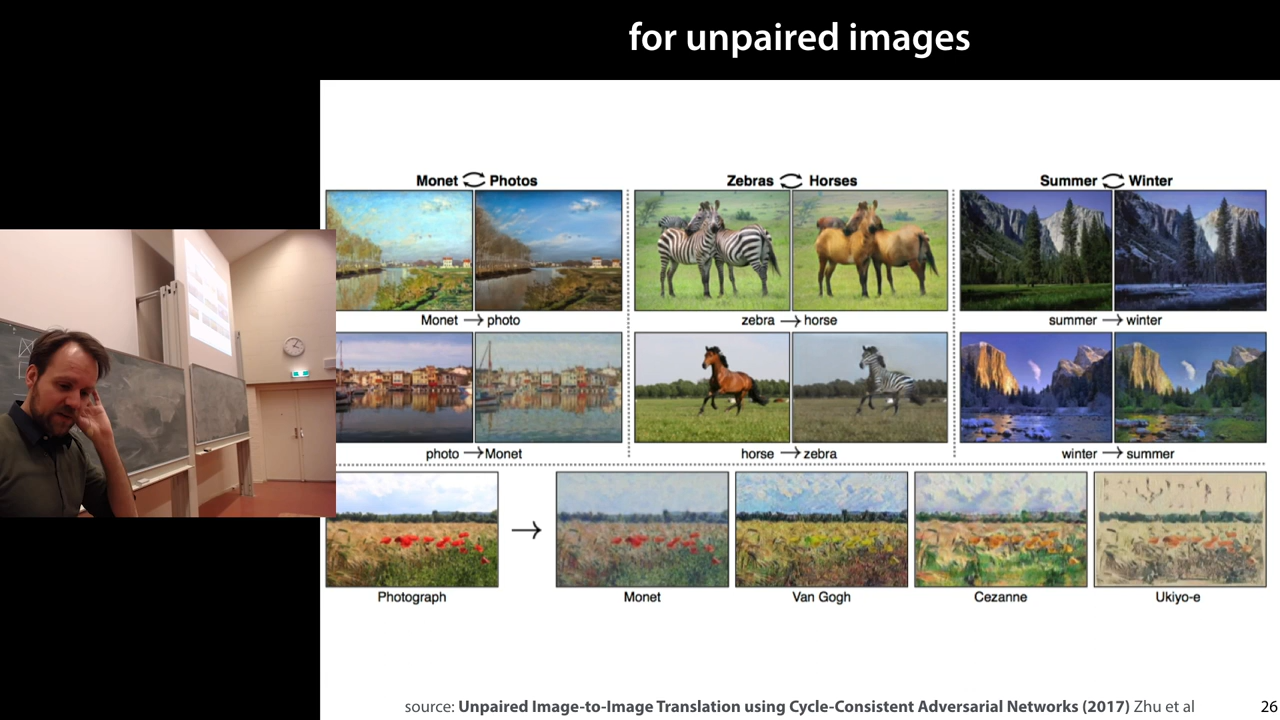 for unpaired images
Monet Photos
Zebras Horses
Summer Winter
Monet → photo
zebra → horse
summer → winter
photo → Monet
horse → zebra
winter → summer
→
Photograph
Monet
Van Gogh
Cezanne
Ukiyo-e
source: Unpaired Image-to-Image Translation using Cycle-Consistent Adversarial Networks (2017) Zhu et al
26